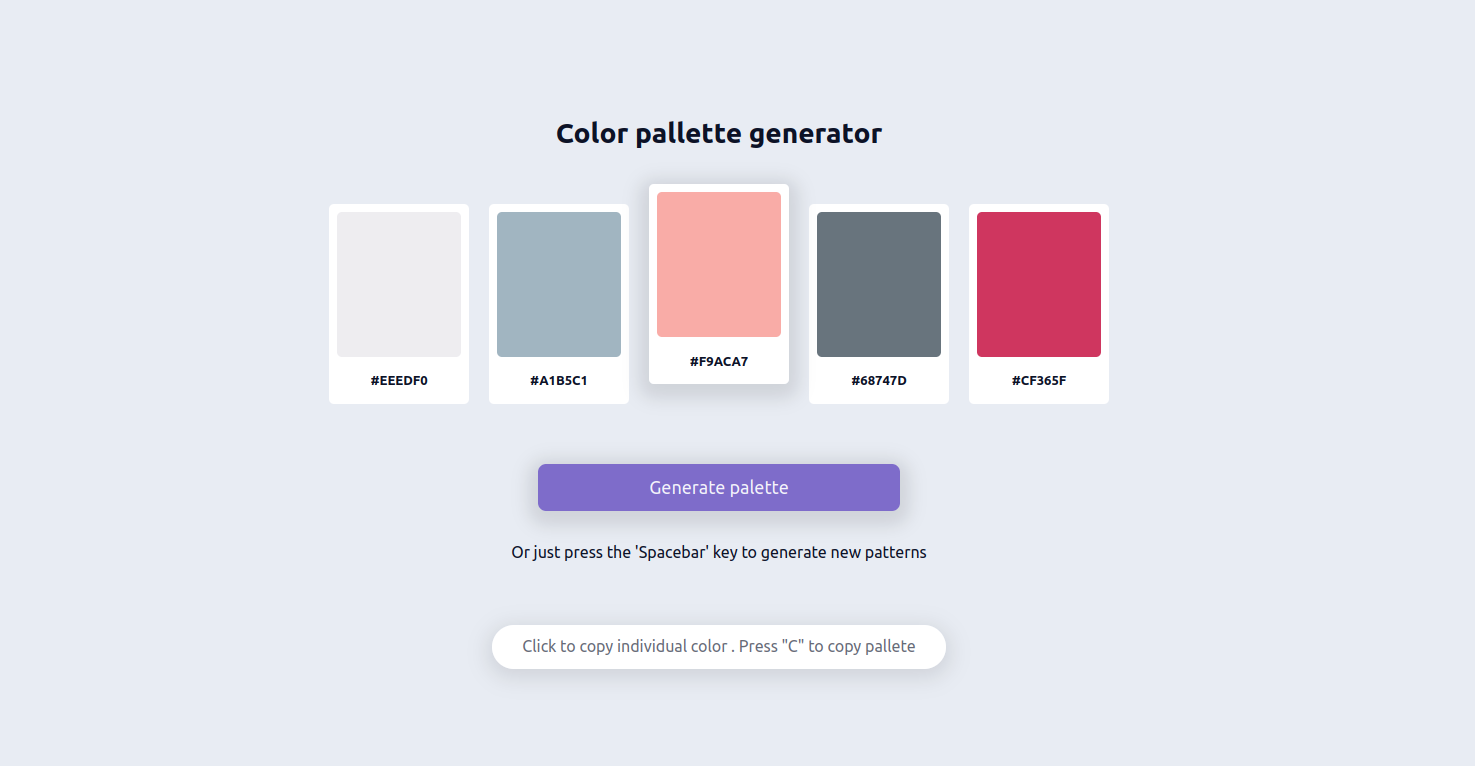 Color pallette generator
#EEEDF0
#A1B5C1
#F9ACA7
#68747D
#CF365F
Generate palette
Or just press the 'Spacebar' key to generate new patterns
Click to copy individual color . Press "C" to copy pallete